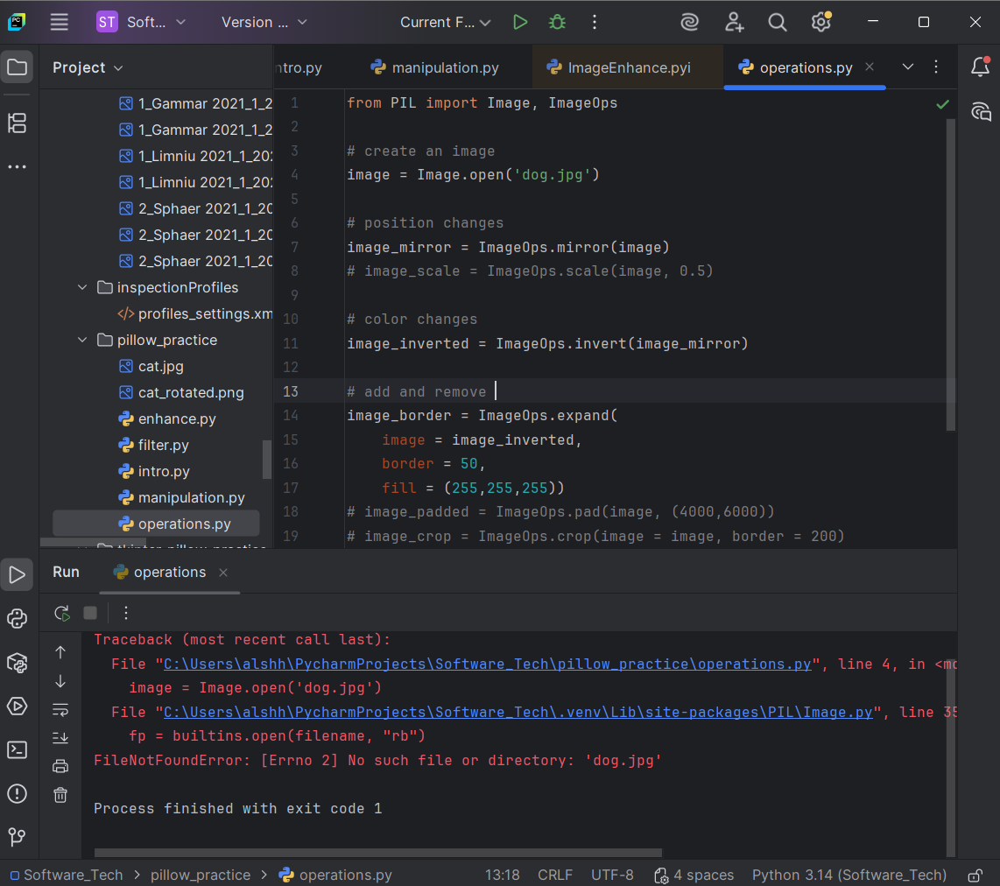 PC
ST Soft... Version ... Current F...
Project
ntro.py manipulation.py ImageEnhance.pyi operations.py
1_Gammar 2021_1_2
1_Gammar 2021_1_2
1_Limniu 2021_1_202
1_Limniu 2021_1_202
2_Sphaer 2021_1_20
2_Sphaer 2021_1_20
2_Sphaer 2021_1_20
inspectionProfiles
</> profiles_settings.xm
pillow_practice
cat.jpg
cat_rotated.png
enhance.py
filter.py
intro.py
manipulation.py
operations.py
1 from PIL import Image, ImageOps
2
3 # create an image
4 image = Image.open('dog.jpg')
5
6 # position changes
7 image_mirror = ImageOps.mirror(image)
8 # image_scale = ImageOps.scale(image, 0.5)
9
10 # color changes
11 image_inverted = ImageOps.invert(image_mirror)
12
13 # add and remove
14 image_border = ImageOps.expand(
15 image = image_inverted,
16 border = 50,
17 fill = (255,255,255))
18 # image_padded = ImageOps.pad(image, (4000,6000))
19 # image_crop = ImageOps.crop(image = image, border = 200)
Run operations
Traceback (most recent call last):
File "C:\Users\alshh\PycharmProjects\Software_Tech\pillow_practice\operations.py", line 4, in <mo
image = Image.open('dog.jpg')
File "C:\Users\alshh\PycharmProjects\Software_Tech\.venv\Lib\site-packages\PIL\Image.py", line 35
fp = builtins.open(filename, "rb")
FileNotFoundError: [Errno 2] No such file or directory: 'dog.jpg'
Process finished with exit code 1
Software_Tech > pillow_practice > operations.py 13:18 CRLF UTF-8 4 spaces Python 3.14 (Software_Tech)